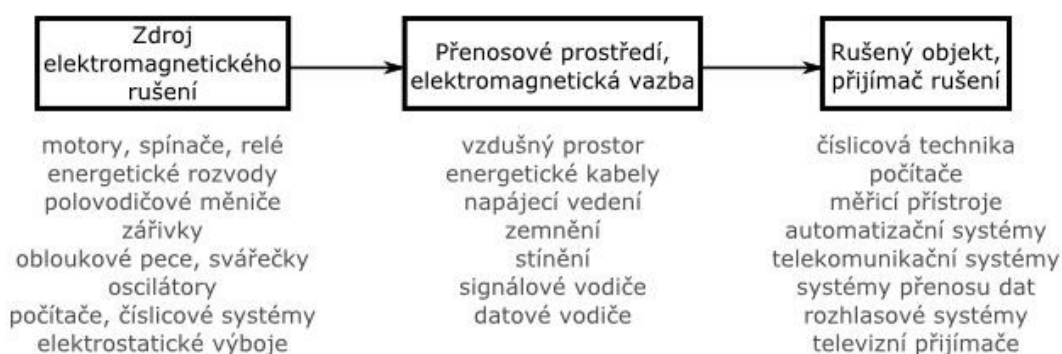 Zdroj
elektromagnetického
rušení
Přenosové prostředí,
elektromagnetická vazba
Rušený objekt,
přijímač rušení
motory, spínače, relé
energetické rozvody
polovodičové měniče
zářivky
obloukové pece, svářečky
oscilátory
počítače, číslicové systémy
elektrostatické výboje
vzdušný prostor
energetické kabely
napájecí vedení
zemnění
stínění
signálové vodiče
datové vodiče
číslicová technika
počítače
měřicí přístroje
automatizační systémy
telekomunikační systémy
systémy přenosu dat
rozhlasové systémy
televizní přijímače